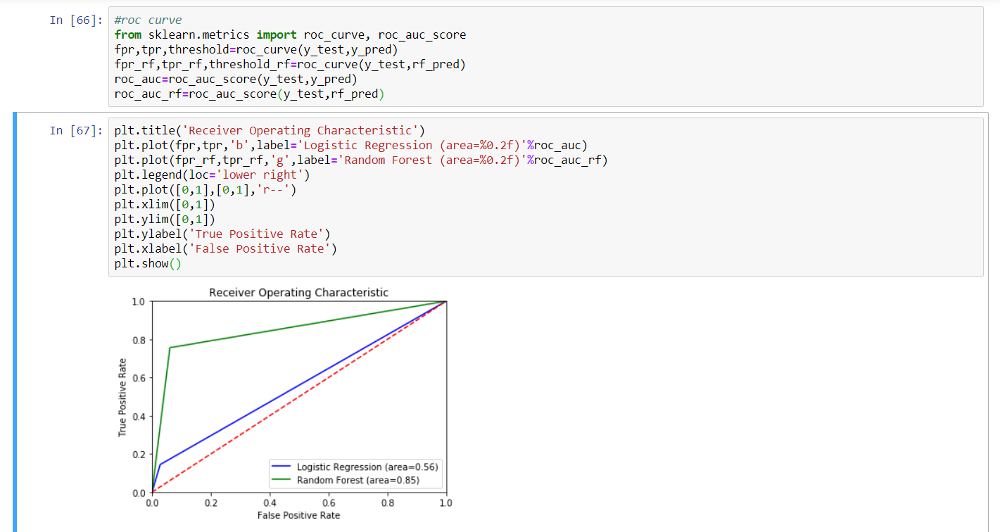 In [66]: #roc curve
from sklearn.metrics import roc_curve, roc_auc_score
fpr,tpr,threshold=roc_curve(y_test,y_pred)
fpr_rf,tpr_rf,threshold_rf=roc_curve(y_test,rf_pred)
roc_auc=roc_auc_score(y_test,y_pred)
roc_auc_rf=roc_auc_score(y_test,rf_pred)
In [67]: plt.title('Receiver Operating Characteristic')
plt.plot(fpr,tpr,'b',label='Logistic Regression (area=%0.2f)'%roc_auc)
plt.plot(fpr_rf,tpr_rf,'g',label='Random Forest (area=%0.2f)'%roc_auc_rf)
plt.legend(loc='lower right')
plt.plot([0,1],[0,1],'r--')
plt.xlim([0,1])
plt.ylim([0,1])
plt.ylabel('True Positive Rate')
plt.xlabel('False Positive Rate')
plt.show()
Receiver Operating Characteristic
1.0
0.8
0.6
0.4
0.2
0.0
True Positive Rate
Logistic Regression (area=0.56)
Random Forest (area=0.85)
0.0 0.2 0.4 0.6 0.8 1.0
False Positive Rate